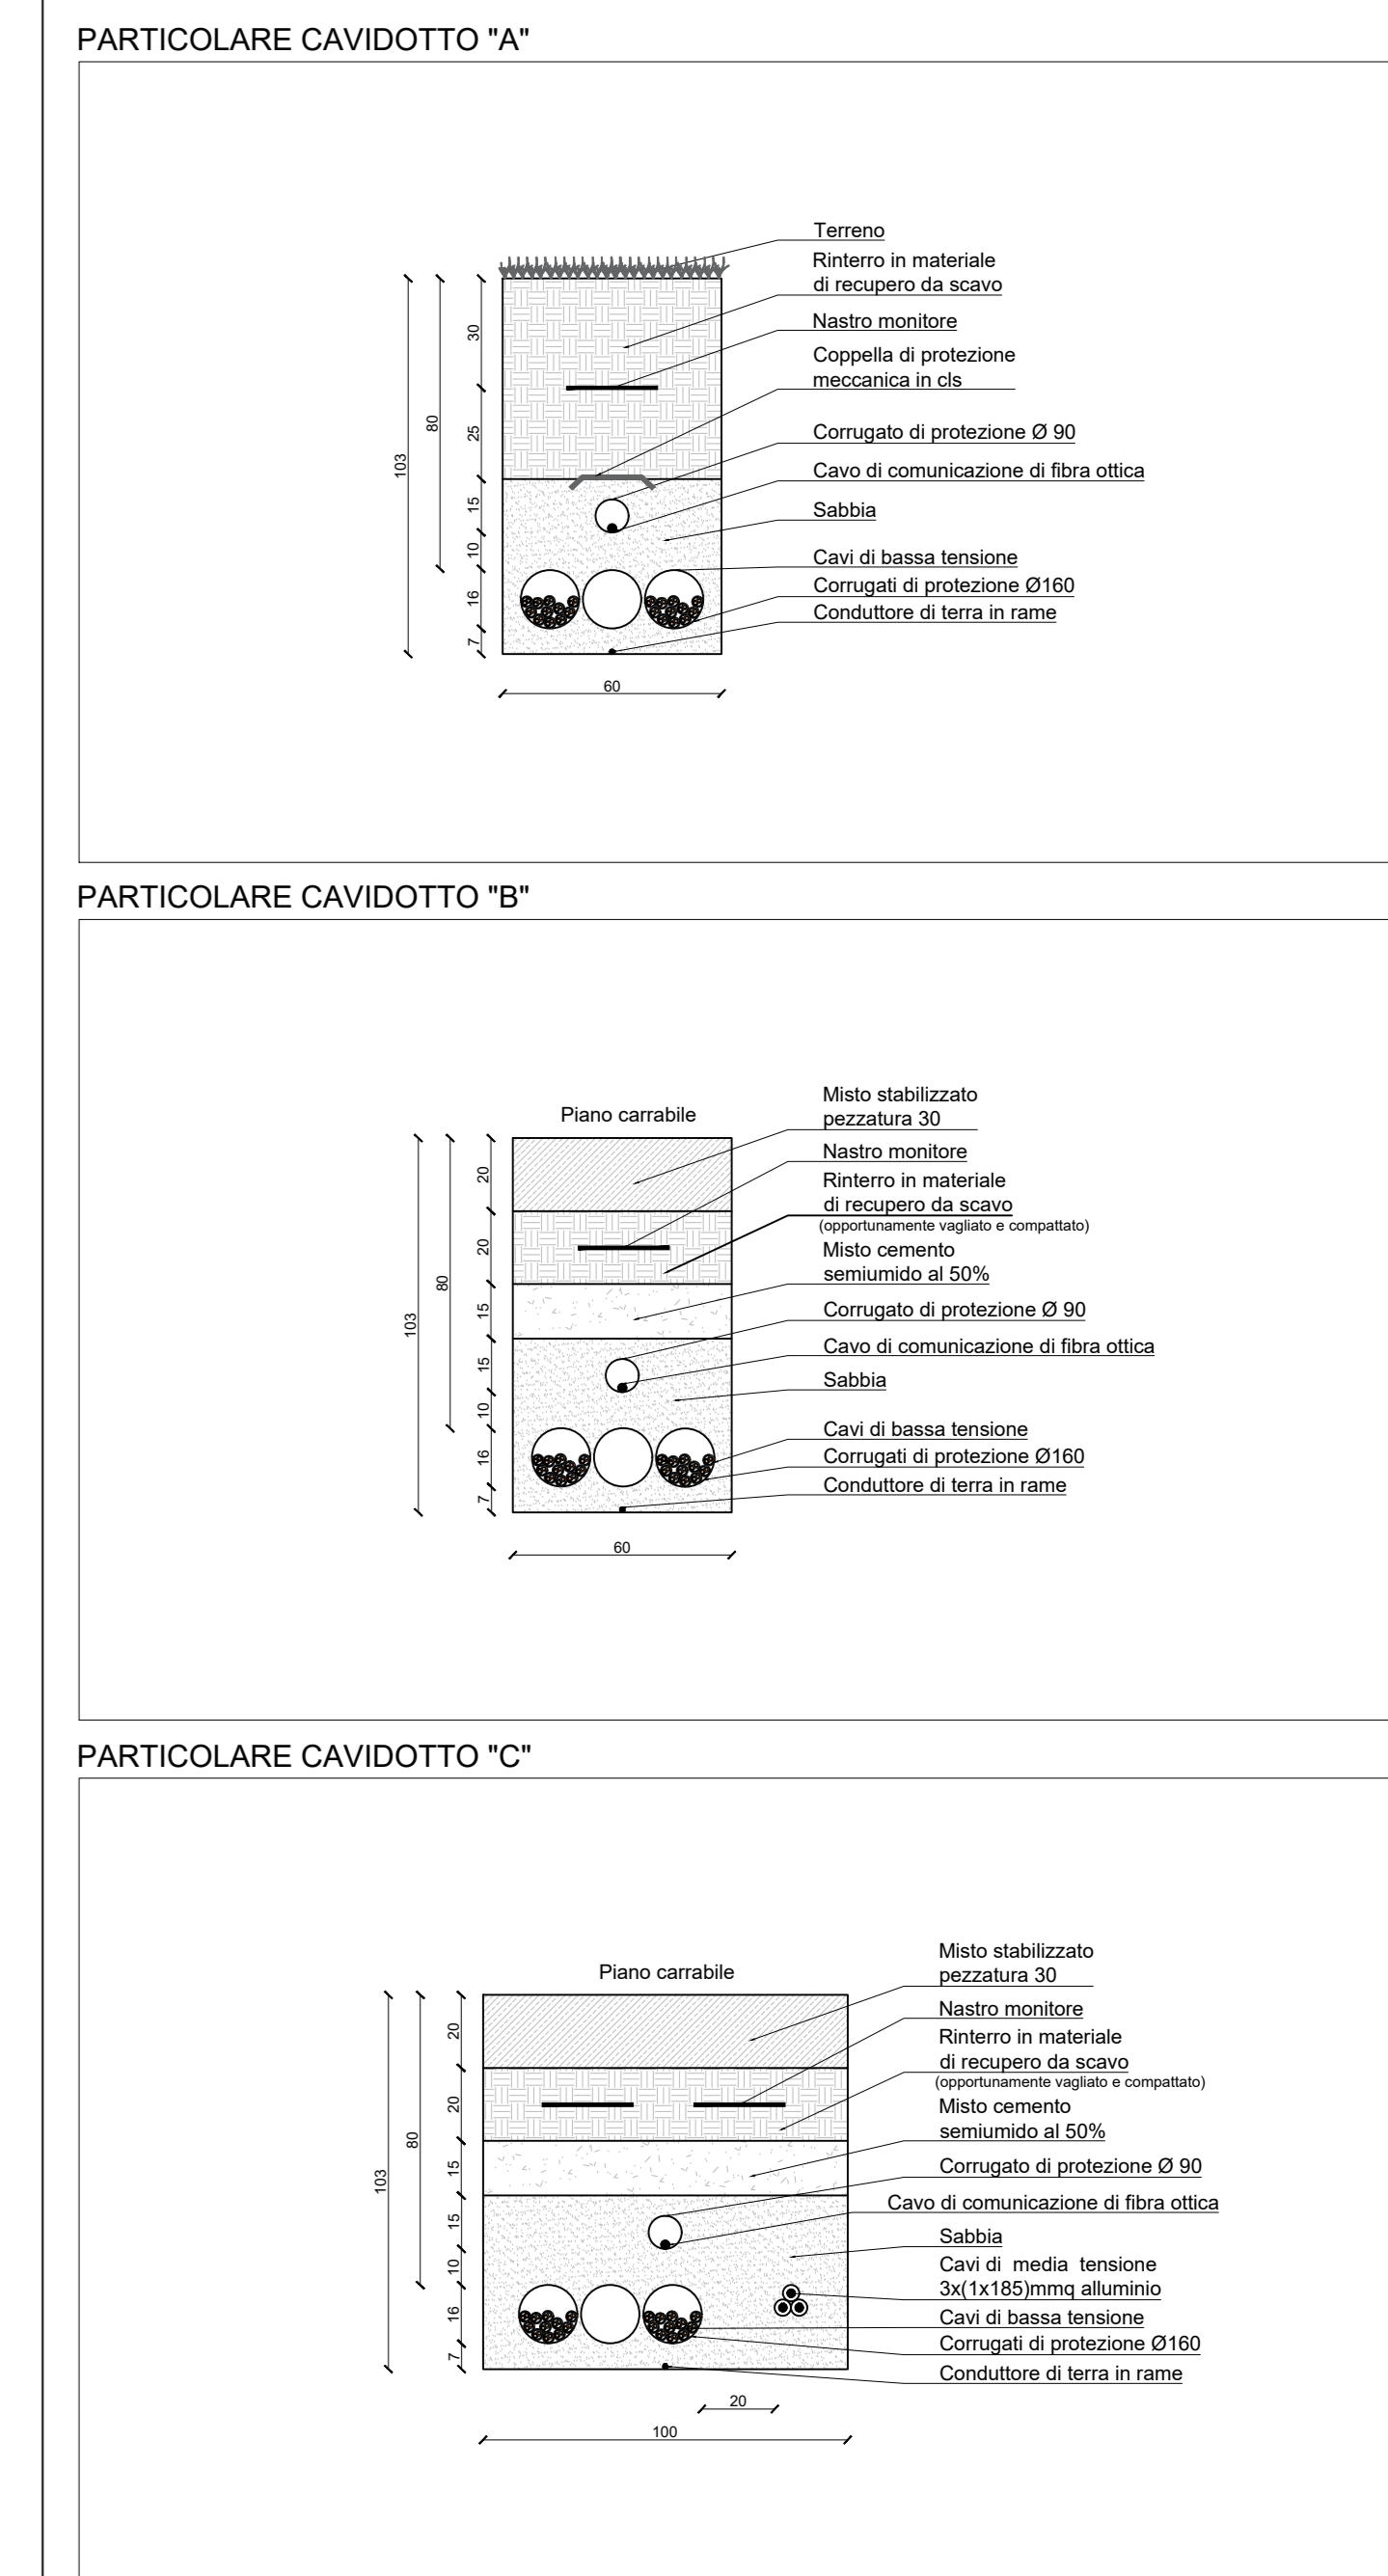 PARTICOLARE CAVIDOTTO "A"
Terreno
Rinterro in materiale
di recupero da scavo
Nastro monitore
Coppella di protezione
meccanica in cls
Corrugato di protezione Ø 90
Cavo di comunicazione di fibra ottica
Sabbia
Cavi di bassa tensione
Corrugati di protezione Ø160
Conduttore di terra in rame
103
80
30
25
15
10
16
7
60
PARTICOLARE CAVIDOTTO "B"
Piano carrabile
Misto stabilizzato
pezzatura 30
Nastro monitore
Rinterro in materiale
di recupero da scavo
(opportunamente vagliato e compattato)
Misto cemento
semiumido al 50%
Corrugato di protezione Ø 90
Cavo di comunicazione di fibra ottica
Sabbia
Cavi di bassa tensione
Corrugati di protezione Ø160
Conduttore di terra in rame
103
80
20
20
15
15
10
16
7
60
PARTICOLARE CAVIDOTTO "C"
Piano carrabile
Misto stabilizzato
pezzatura 30
Nastro monitore
Rinterro in materiale
di recupero da scavo
(opportunamente vagliato e compattato)
Misto cemento
semiumido al 50%
Corrugato di protezione Ø 90
Cavo di comunicazione di fibra ottica
Sabbia
Cavi di media tensione
3x(1x185)mmq alluminio
Cavi di bassa tensione
Corrugati di protezione Ø160
Conduttore di terra in rame
103
80
20
20
15
15
10
16
7
20
100